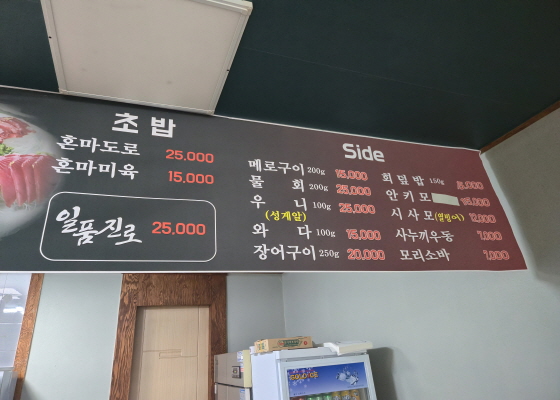 초밥
혼마도로 25.000
혼마미육 15.000
일품진로 25.000
Side
메로구이 200g 15,000
물회 200g 25,000
우니 100g 25,000
(성게알)
와다 100g 15,000
장어구이 250g 20,000
회덮밥 150g
안키모
시사모(열빙어) 12,000
사누끼우동 7,000
모리소바 7,000